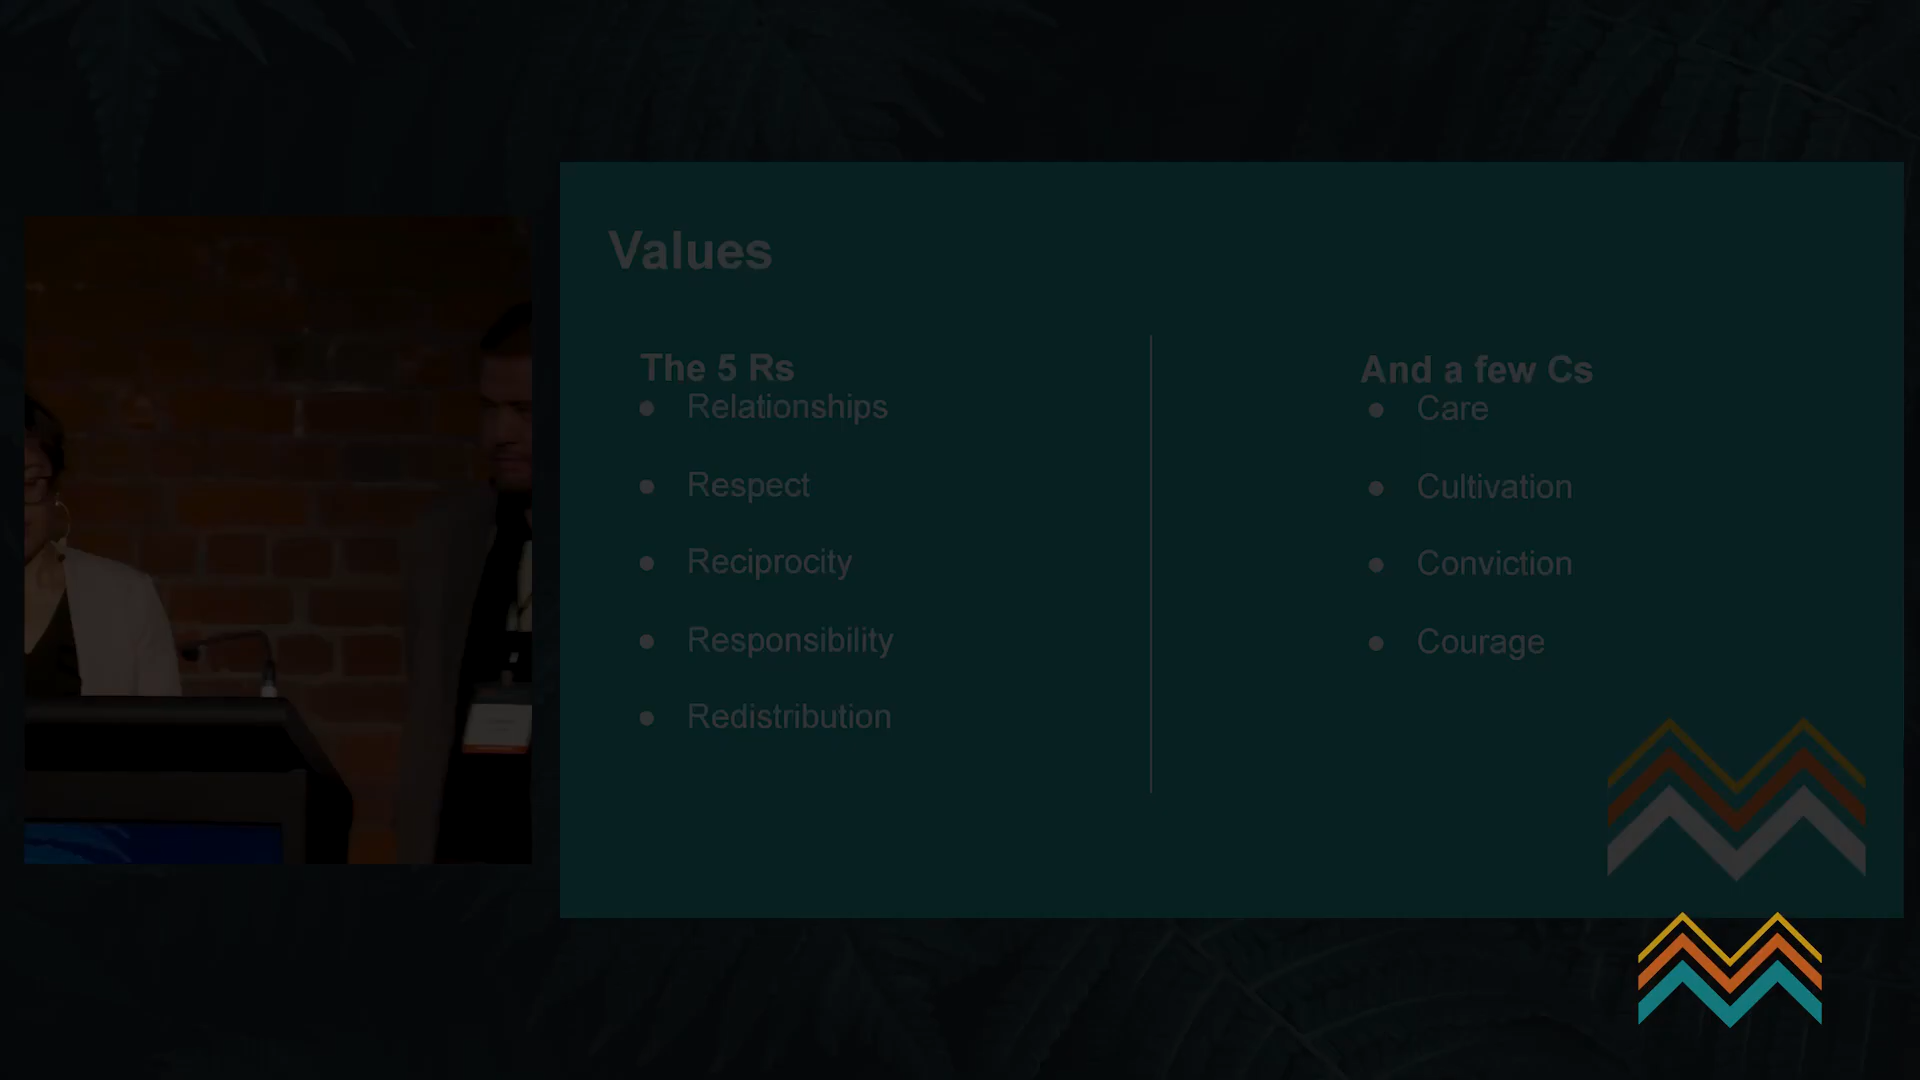 Values
The 5 Rs
Relationships
Respect
Reciprocity
Responsibility
Redistribution
And a few Cs
Care
Cultivation
Conviction
Courage